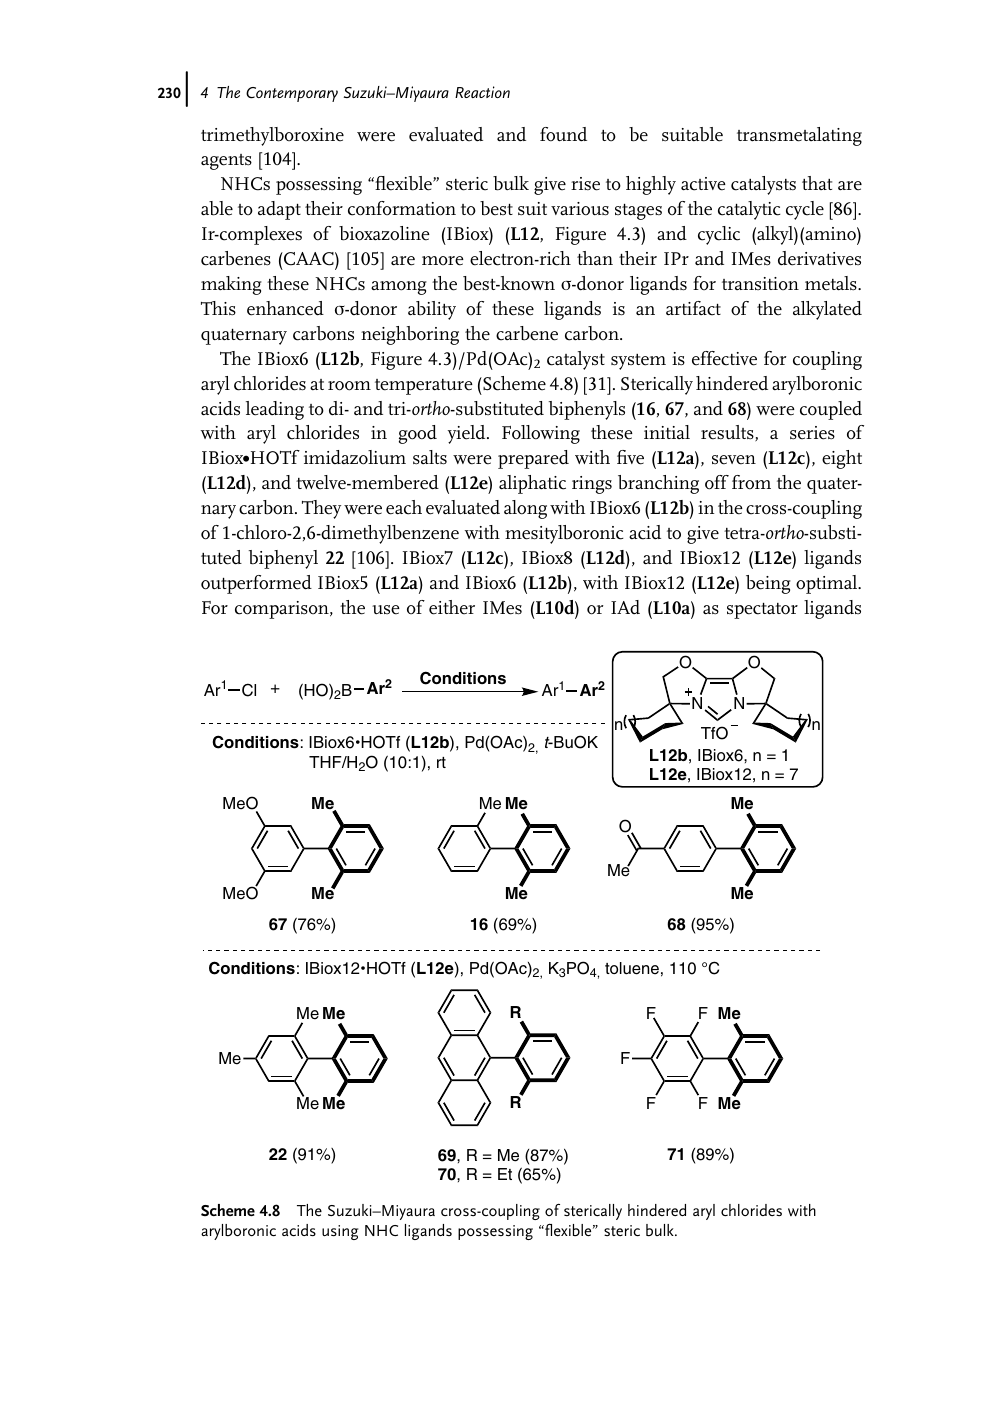 230 4 The Contemporary Suzuki–Miyaura Reaction
trimethylboroxine were evaluated and found to be suitable transmetalating
agents [104].
NHCs possessing “flexible” steric bulk give rise to highly active catalysts that are
able to adapt their conformation to best suit various stages of the catalytic cycle [86].
Ir-complexes of bioxazoline (IBiox) (L12, Figure 4.3) and cyclic (alkyl)(amino)
carbenes (CAAC) [105] are more electron-rich than their IPr and IMes derivatives
making these NHCs among the best-known σ-donor ligands for transition metals.
This enhanced σ-donor ability of these ligands is an artifact of the alkylated
quaternary carbons neighboring the carbene carbon.
The IBiox6 (L12b, Figure 4.3)/Pd(OAc)₂ catalyst system is effective for coupling
aryl chlorides at room temperature (Scheme 4.8) [31]. Sterically hindered arylboronic
acids leading to di- and tri-ortho-substituted biphenyls (16, 67, and 68) were coupled
with aryl chlorides in good yield. Following these initial results, a series of
IBiox•HOTf imidazolium salts were prepared with five (L12a), seven (L12c), eight
(L12d), and twelve-membered (L12e) aliphatic rings branching off from the quater-
nary carbon. They were each evaluated along with IBiox6 (L12b) in the cross-coupling
of 1-chloro-2,6-dimethylbenzene with mesitylboronic acid to give tetra-ortho-substi-
tuted biphenyl 22 [106]. IBiox7 (L12c), IBiox8 (L12d), and IBiox12 (L12e) ligands
outperformed IBiox5 (L12a) and IBiox6 (L12b), with IBiox12 (L12e) being optimal.
For comparison, the use of either IMes (L10d) or IAd (L10a) as spectator ligands
Ar¹–Cl + (HO)₂B–Ar² Conditions Ar¹–Ar²
O O
+ N N
n( )n
TfO⁻
L12b, IBiox6, n = 1
L12e, IBiox12, n = 7
Conditions: IBiox6•HOTf (L12b), Pd(OAc)₂, t-BuOK
THF/H₂O (10:1), rt
MeO Me Me Me Me
O
Me
MeO Me Me Me
67 (76%) 16 (69%) 68 (95%)
Conditions: IBiox12•HOTf (L12e), Pd(OAc)₂, K₃PO₄, toluene, 110 °C
Me Me R F F Me
Me F
Me Me R F F Me
22 (91%) 69, R = Me (87%) 71 (89%)
70, R = Et (65%)
Scheme 4.8 The Suzuki–Miyaura cross-coupling of sterically hindered aryl chlorides with
arylboronic acids using NHC ligands possessing “flexible” steric bulk.